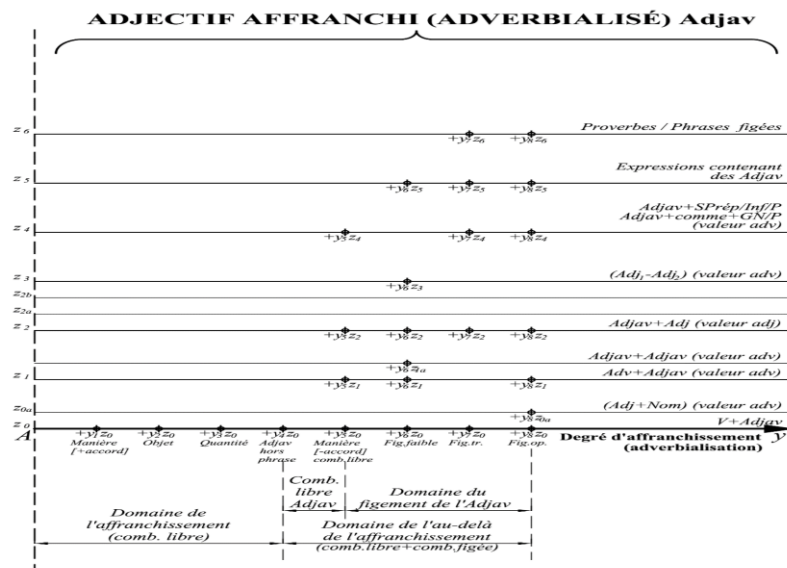 ADJECTIF AFFRANCHI (ADVERBIALISÉ) Adjav
z6
Proverbes / Phrases figées
+y7z6 +y8z6
z5
Expressions contenant
des Adjav
+y6z5 +y7z5 +y8z5
Adjav+SPrép/Inf/P
Adjav+comme+GN/P
z4
(valeur adv)
+y5z4 +y7z4 +y8z4
z3
(Adj1-Adj2) (valeur adv)
+y6z3
z2b
z2a
z2
Adjav+Adj (valeur adj)
+y5z2 +y6z2 +y7z2 +y8z2
Adjav+Adjav (valeur adv)
+y6z1a
z1
Adv+Adjav (valeur adv)
+y5z1 +y6z1 +y8z1
z0a
(Adj+Nom) (valeur adv)
+y8z0a
z0
V+Adjav
A
+y1z0 +y2z0 +y3z0 +y4z0 +y5z0 +y6z0 +y7z0 +y8z0
Degré d'affranchissement y
(adverbialisation)
Manière
[+accord]
Objet
Quantité
Adjav
hors
phrase
Manière
[-accord]
comb.libre
Fig.faible
Fig.tr.
Fig.op.
Comb.
libre
Adjav
Domaine du
figement de l'Adjav
Domaine de
l'affranchissement
(comb. libre)
Domaine de l'au-delà
de l'affranchissement
(comb.libre+comb.figée)